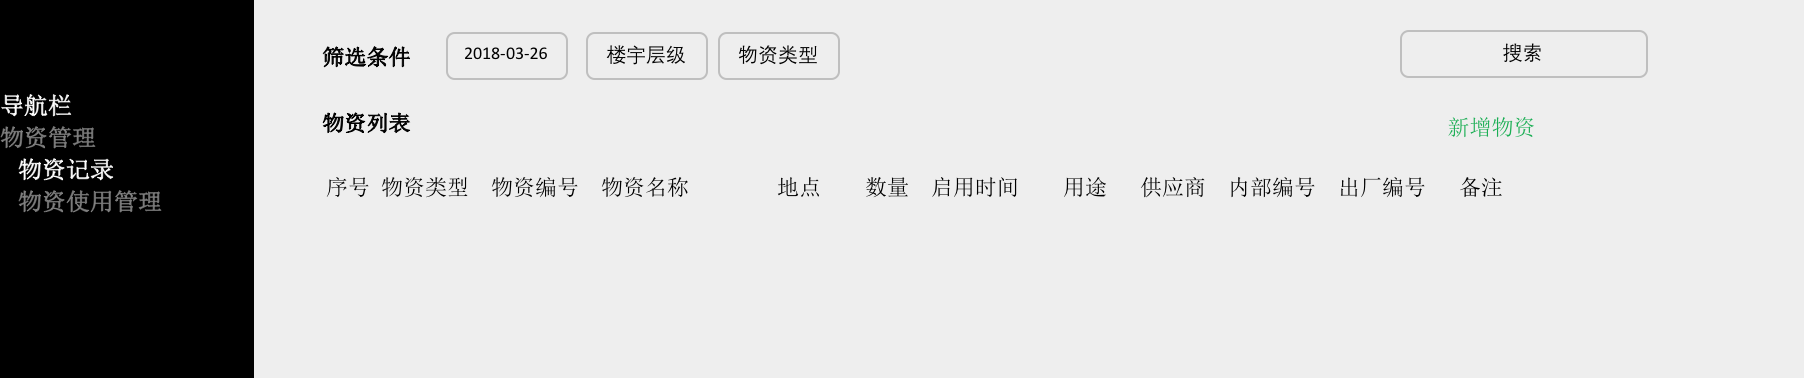 导航栏
物资管理
物资记录
物资使用管理
筛选条件 2018-03-26 楼宇层级 物资类型 搜索
物资列表 新增物资
序号 物资类型 物资编号 物资名称 地点 数量 启用时间 用途 供应商 内部编号 出厂编号 备注